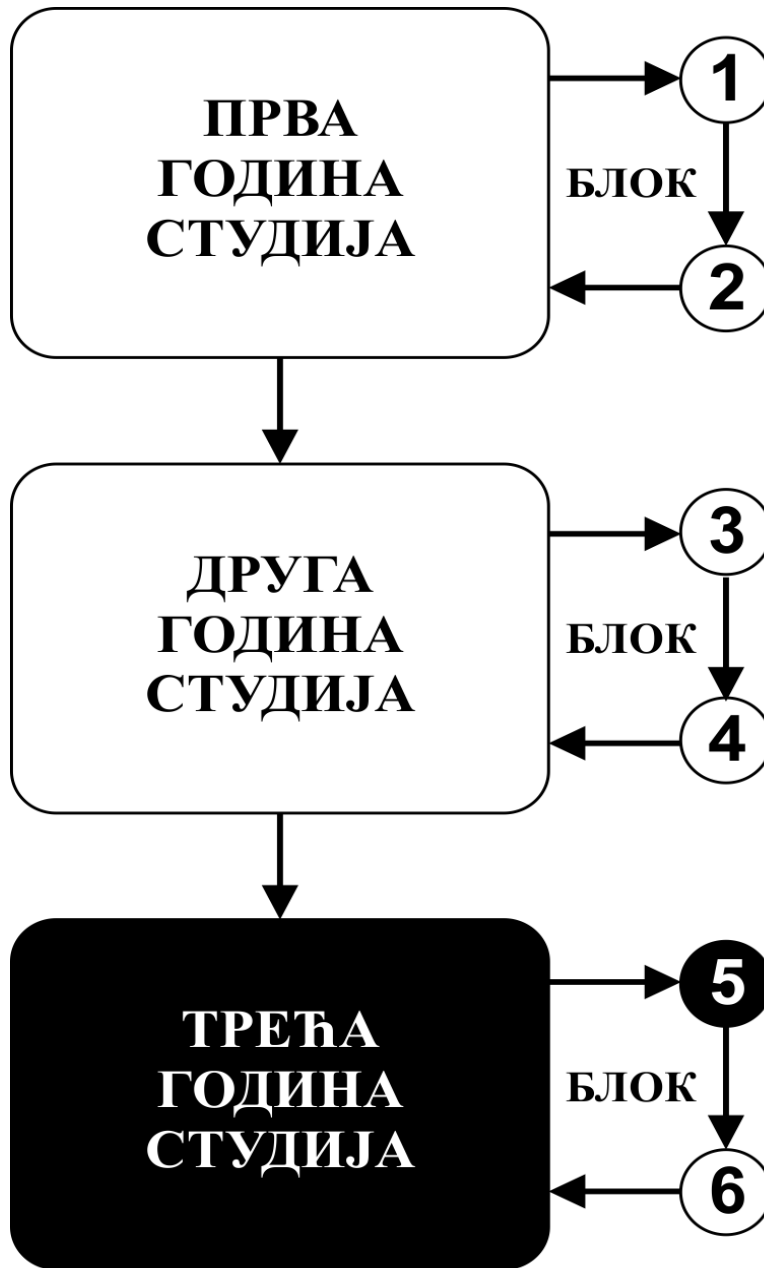 ПРВА
ГОДИНА
СТУДИЈА
1
БЛОК
2
ДРУГА
ГОДИНА
СТУДИЈА
3
БЛОК
4
ТРЕЋА
ГОДИНА
СТУДИЈА
5
БЛОК
6